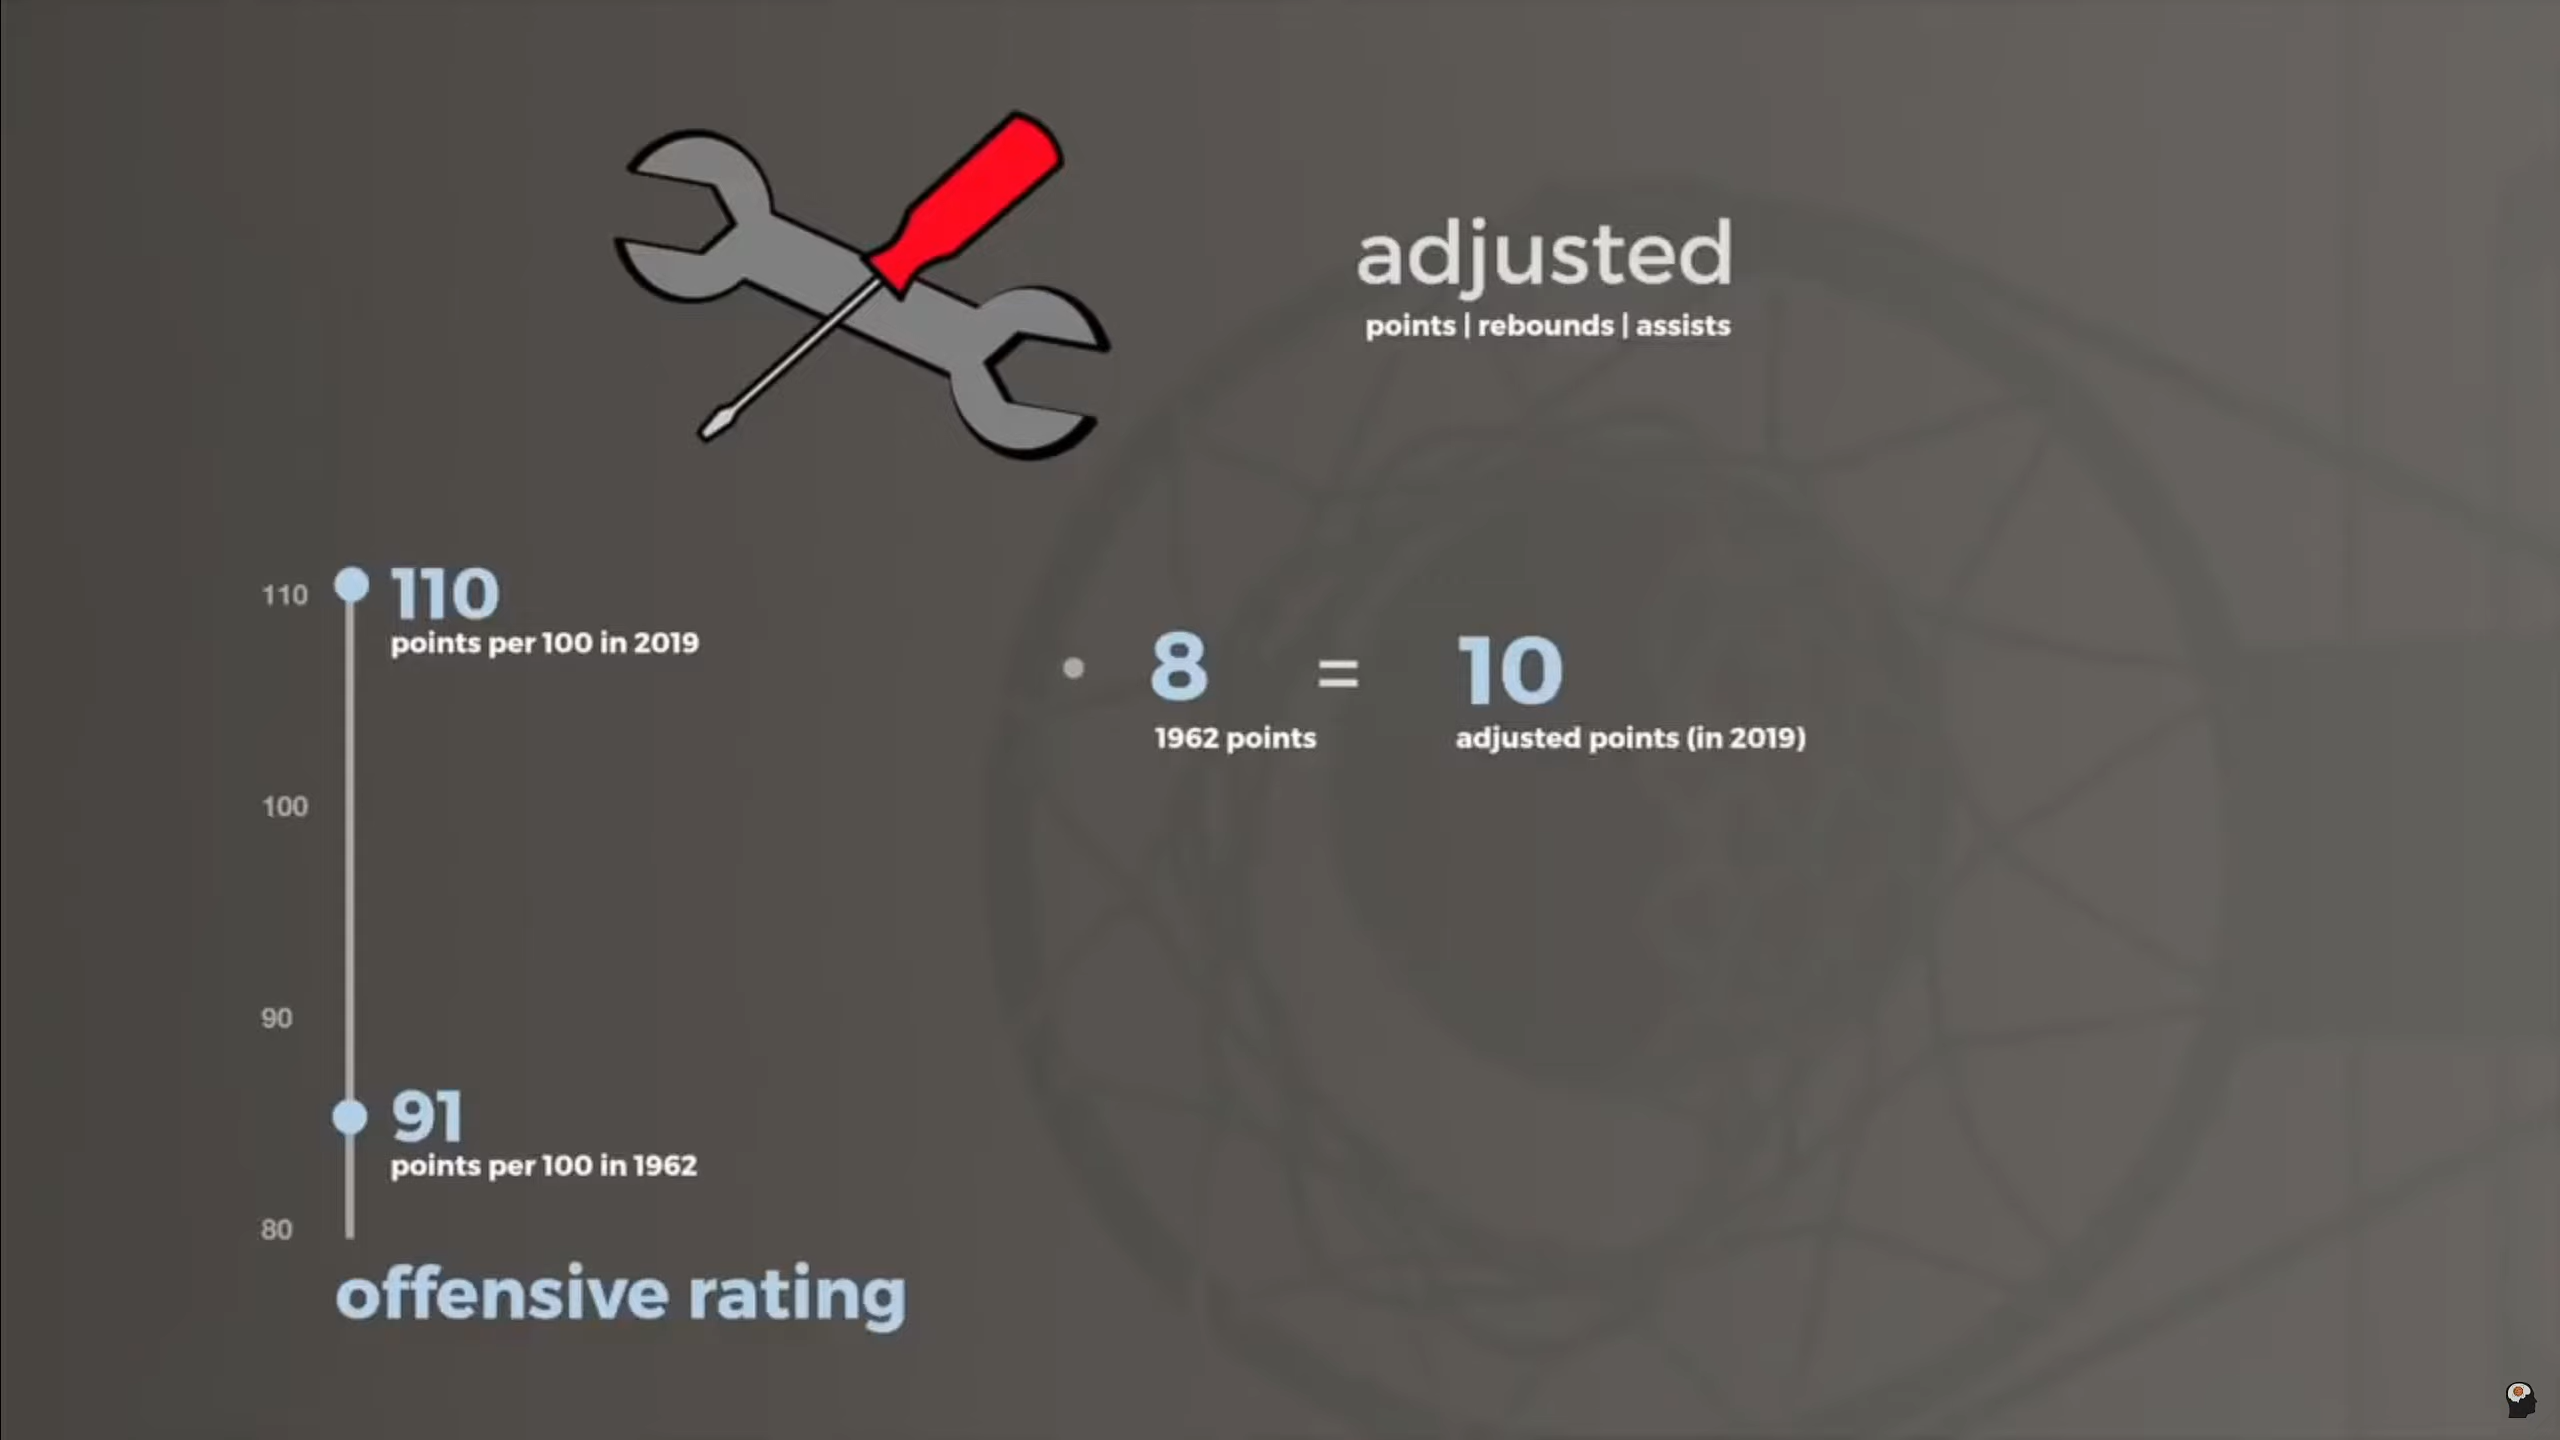 adjusted
points | rebounds | assists
110
110
points per 100 in 2019
8 = 10
1962 points
adjusted points (in 2019)
100
90
91
points per 100 in 1962
80
offensive rating